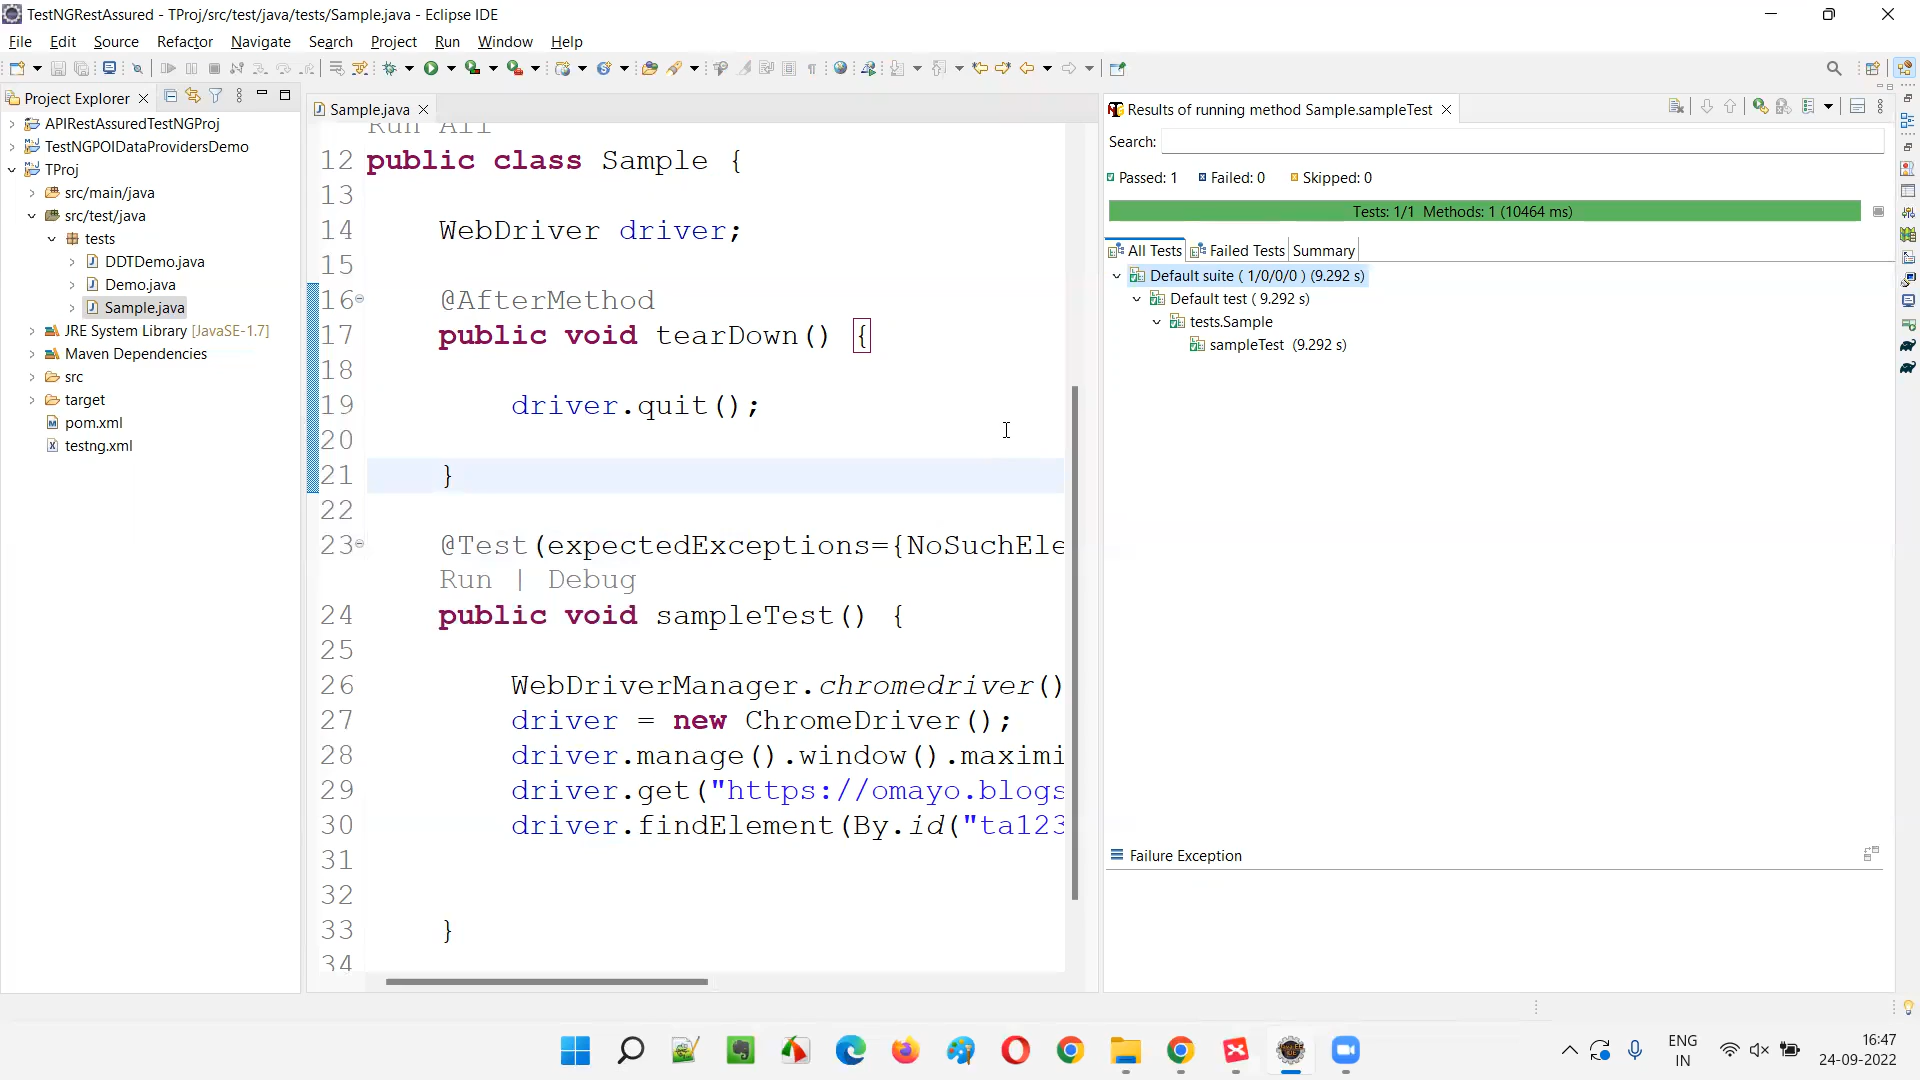 TestNGRestAssured - TProj/src/test/java/tests/Sample.java - Eclipse IDE
File Edit Source Refactor Navigate Search Project Run Window Help
Project Explorer
APIRestAssuredTestNGProj
TestNGPOIDataProvidersDemo
TProj
src/main/java
src/test/java
tests
DDTDemo.java
Demo.java
Sample.java
JRE System Library [JavaSE-1.7]
Maven Dependencies
src
target
pom.xml
testng.xml
Sample.java
Run All
12 public class Sample {
13
14 WebDriver driver;
15
16 @AfterMethod
17 public void tearDown() {
18
19 driver.quit();
20
21 }
22
23 @Test(expectedExceptions={NoSuchEle
Run | Debug
24 public void sampleTest() {
25
26 WebDriverManager.chromedriver()
27 driver = new ChromeDriver();
28 driver.manage().window().maximi
29 driver.get("https://omayo.blogs
30 driver.findElement(By.id("ta123
31
32
33 }
34
Results of running method Sample.sampleTest
Search:
Passed: 1 Failed: 0 Skipped: 0
Tests: 1/1 Methods: 1 (10464 ms)
All Tests Failed Tests Summary
Default suite ( 1/0/0/0 ) (9.292 s)
Default test ( 9.292 s)
tests.Sample
sampleTest (9.292 s)
Failure Exception
ENG
IN
16:47
24-09-2022